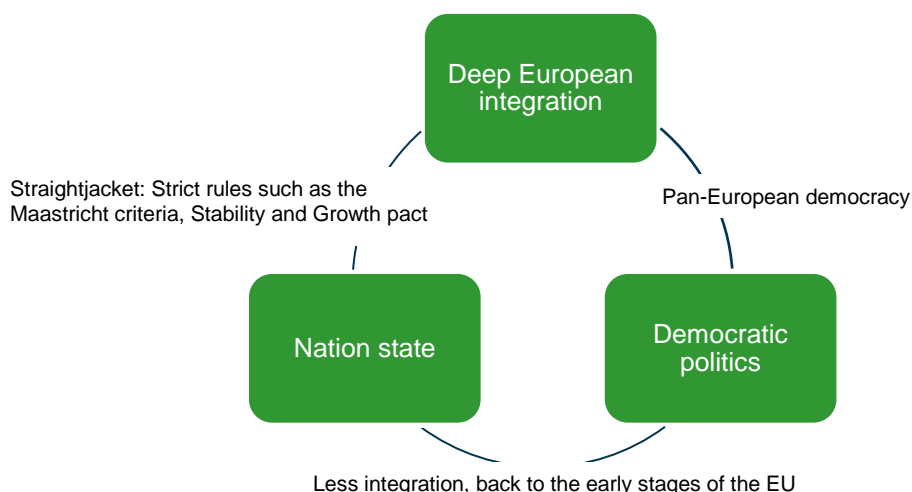 Deep European
integration
Straightjacket: Strict rules such as the
Maastricht criteria, Stability and Growth pact
Pan-European democracy
Nation state
Democratic
politics
Less integration, back to the early stages of the EU